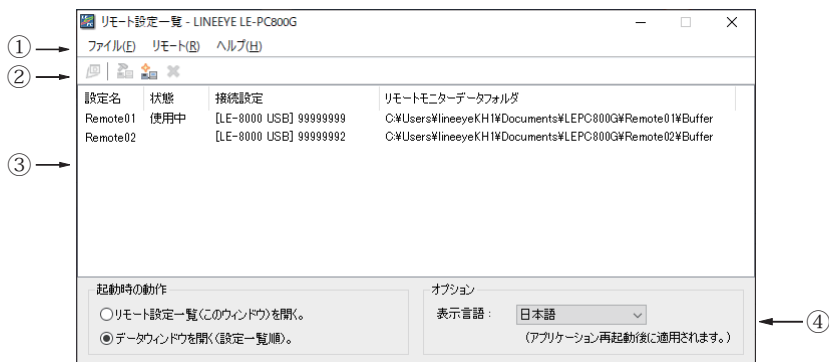 リモート設定一覧 - LINEEYE LE-PC800G
① ファイル(F) リモート(R) ヘルプ(H)
②
設定名 状態 接続設定 リモートモニターデータフォルダ
Remote01 使用中 [LE-8000 USB] 99999999 C:¥Users¥lineeyeKH1¥Documents¥LEPC800G¥Remote01¥Buffer
Remote02 [LE-8000 USB] 99999992 C:¥Users¥lineeyeKH1¥Documents¥LEPC800G¥Remote02¥Buffer
③
起動時の動作 オプション
リモート設定一覧(このウィンドウ)を開く。 表示言語: 日本語 ④
データウィンドウを開く(設定一覧順)。 (アプリケーション再起動後に適用されます。)